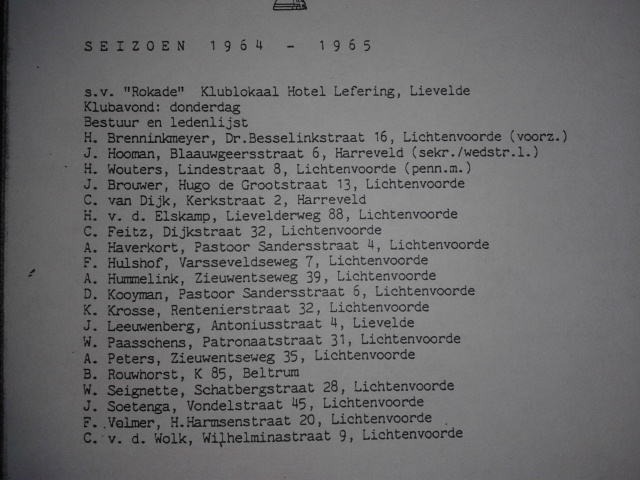 SEIZOEN 1964 - 1965
s.v. "Rokade" Klublokaal Hotel Lefering, Lievelde
Klubavond: donderdag
Bestuur en ledenlijst
H. Brenninkmeyer, Dr.Besselinkstraat 16, Lichtenvoorde (voorz.)
J. Hooman, Blaauwgeersstraat 6, Harreveld (sekr./wedstr.l.)
H. Wouters, Lindestraat 8, Lichtenvoorde (penn.m.)
J. Brouwer, Hugo de Grootstraat 13, Lichtenvoorde
C. van Dijk, Kerkstraat 2, Harreveld
H. v. d. Elskamp, Lievelderweg 88, Lichtenvoorde
C. Feitz, Dijkstraat 32, Lichtenvoorde
A. Haverkort, Pastoor Sandersstraat 4, Lichtenvoorde
F. Hulshof, Varsseveldseweg 7, Lichtenvoorde
A. Hummelink, Zieuwentseweg 39, Lichtenvoorde
D. Kooyman, Pastoor Sandersstraat 6, Lichtenvoorde
K. Krosse, Rentenierstraat 32, Lichtenvoorde
J. Leeuwenberg, Antoniusstraat 4, Lievelde
W. Paasschens, Patronaatstraat 31, Lichtenvoorde
A. Peters, Zieuwentseweg 35, Lichtenvoorde
B. Rouwhorst, K 85, Beltrum
W. Seignette, Schatbergstraat 28, Lichtenvoorde
J. Soetenga, Vondelstraat 45, Lichtenvoorde
F. Velmer, H.Harmsenstraat 20, Lichtenvoorde
C. v. d. Wolk, Wilhelminastraat 9, Lichtenvoorde